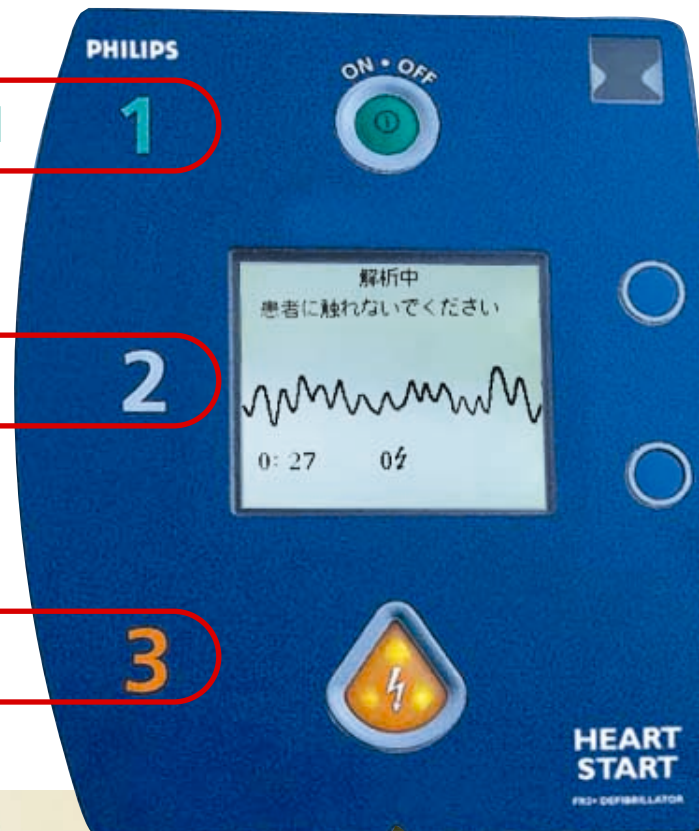 PHILIPS
ON • OFF
1
解析中
患者に触れないでください
2
0: 27 0
3
HEART
START
FR2+ DEFIBRILLATOR